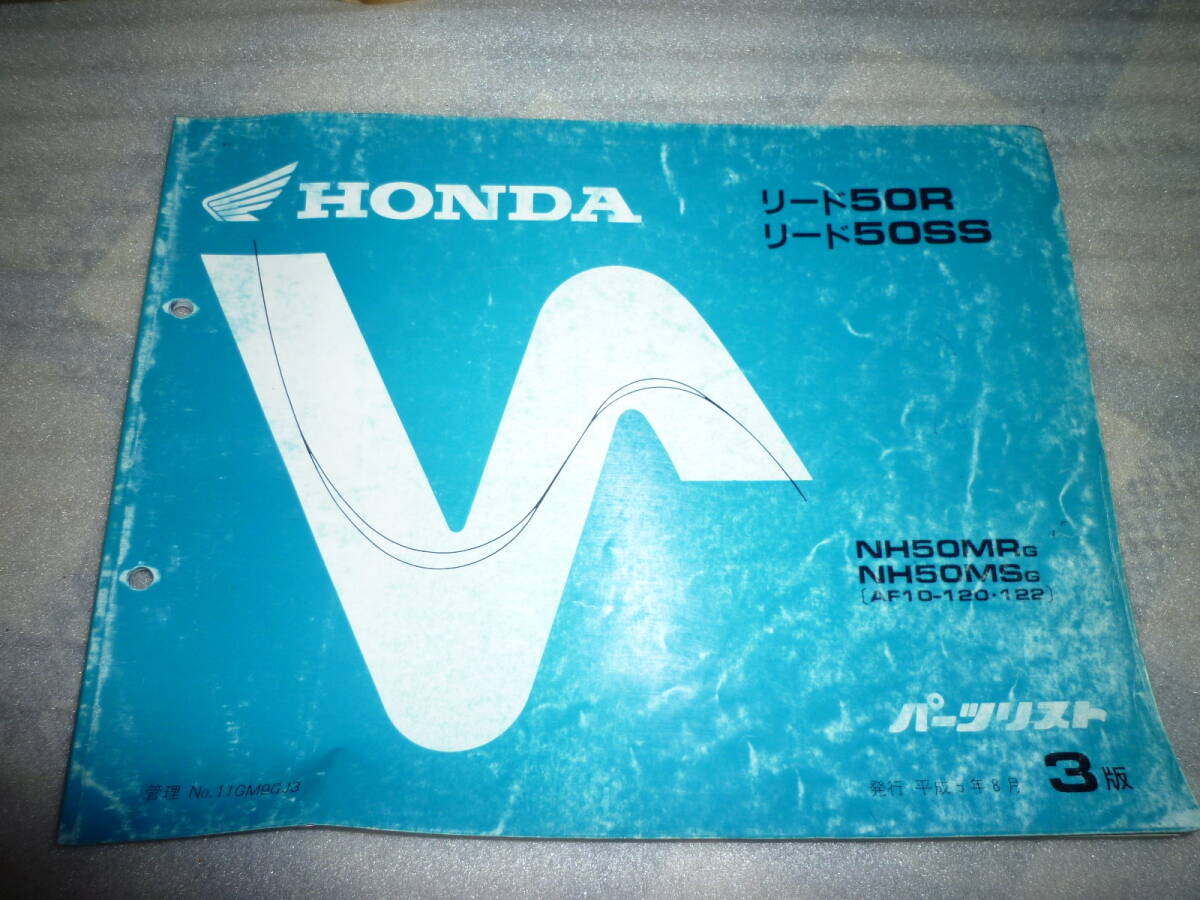 HONDA
リード50R
リード50SS
NH50MRG
NH50MSG
(AF10-120・122)
パーツリスト
管理 No.11GM9GJ3
発行 平成5年8月
3版